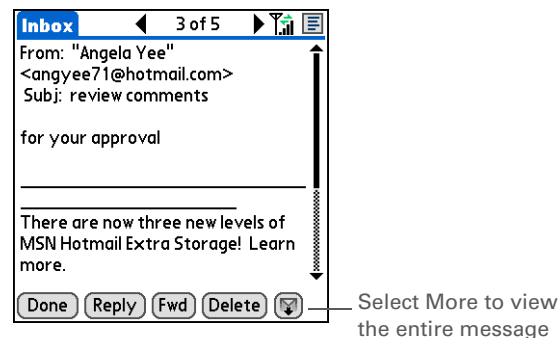 Inbox 3 of 5
From: "Angela Yee"
<angyee71@hotmail.com>
Subj: review comments
for your approval
There are now three new levels of
MSN Hotmail Extra Storage! Learn
more.
Done Reply Fwd Delete
Select More to view
the entire message